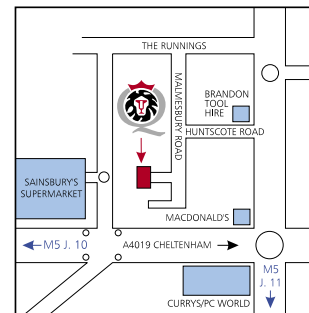 THE RUNNINGS
MALMESBURY ROAD
BRANDON
TOOL
HIRE
HUNTSCOTE ROAD
Q
SAINSBURY'S
SUPERMARKET
MACDONALD'S
M5 J. 10
A4019 CHELTENHAM
M5
J. 11
CURRYS/PC WORLD